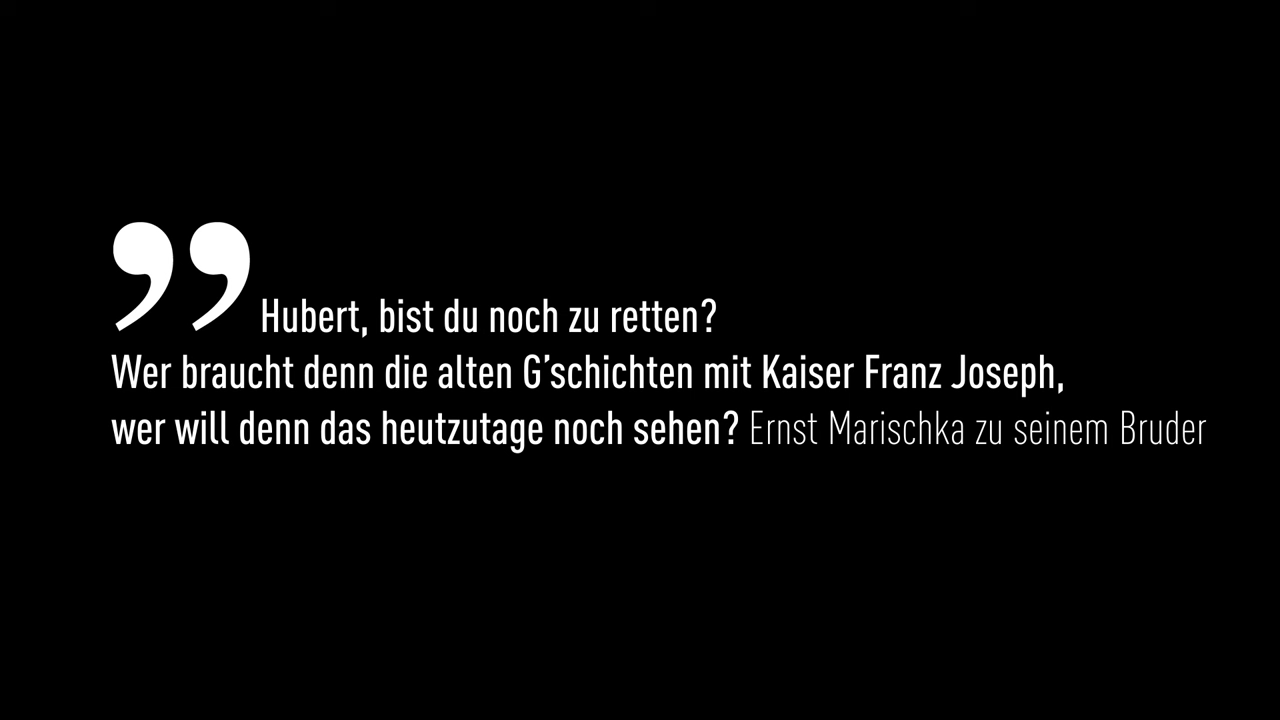 ”Hubert, bist du noch zu retten?
Wer braucht denn die alten G’schichten mit Kaiser Franz Joseph,
wer will denn das heutzutage noch sehen? Ernst Marischka zu seinem Bruder